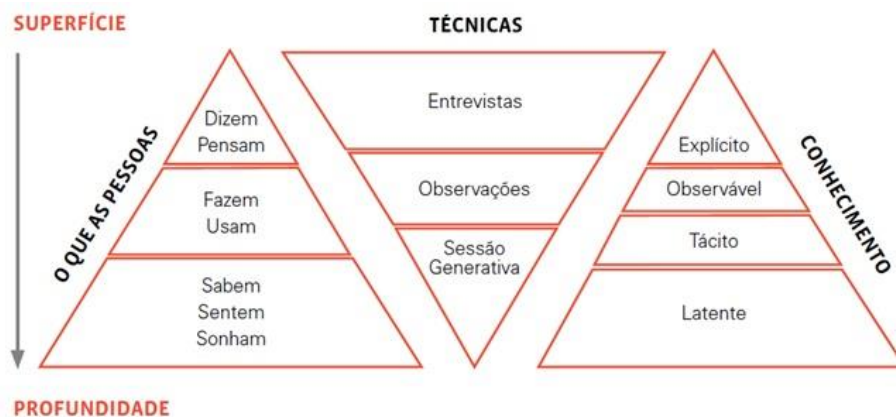 SUPERFÍCIE
TÉCNICAS
O QUE AS PESSOAS
Dizem
Pensam
Fazem
Usam
Sabem
Sentem
Sonham
Entrevistas
Observações
Sessão
Generativa
Explícito
Observável
Tácito
Latente
CONHECIMENTO
PROFUNDIDADE